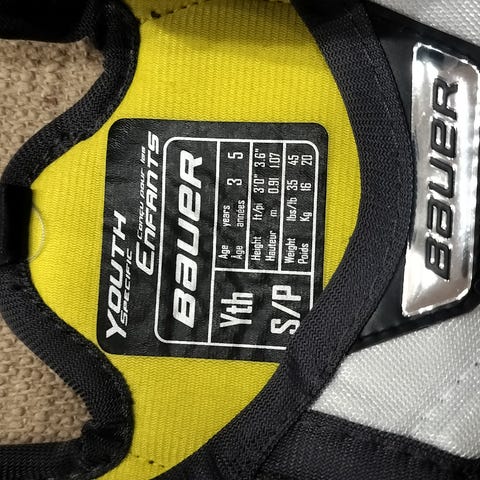 YOUTH
SPECIFIC
Conçu pour les
ENFANTS
BAUER
Yth
S/P
Age years 3 5
Âge années
Height ft/pi 3'0" 3'6"
Hauteur m 0.91 1.07
Weight lbs/lb 35 45
Poids Kg 16 20
BAUER